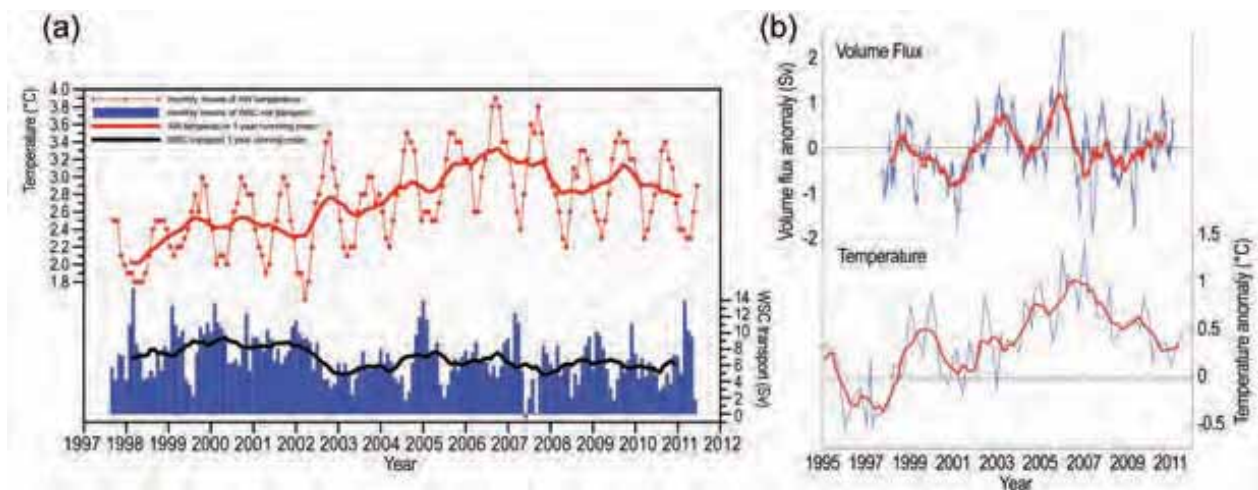 (a)
Temperature (°C)
4.0
3.8
3.6
3.4
3.2
3.0
2.8
2.6
2.4
2.2
2.0
1.8
monthly means of AW temperature
monthly means of WSC net transport
AW temperature 1-year running mean
WSC transport 1-year running mean
14
12
10
8
6
4
2
0
WSC transport (Sv)
1997 1998 1999 2000 2001 2002 2003 2004 2005 2006 2007 2008 2009 2010 2011 2012
Year
(b)
Volume Flux
Volume flux anomaly (Sv)
2
1
0
-1
-2
Temperature
1.5
1
0.5
0
-0.5
Temperature anomaly (°C)
1995 1997 1999 2001 2003 2005 2007 2009 2011
Year